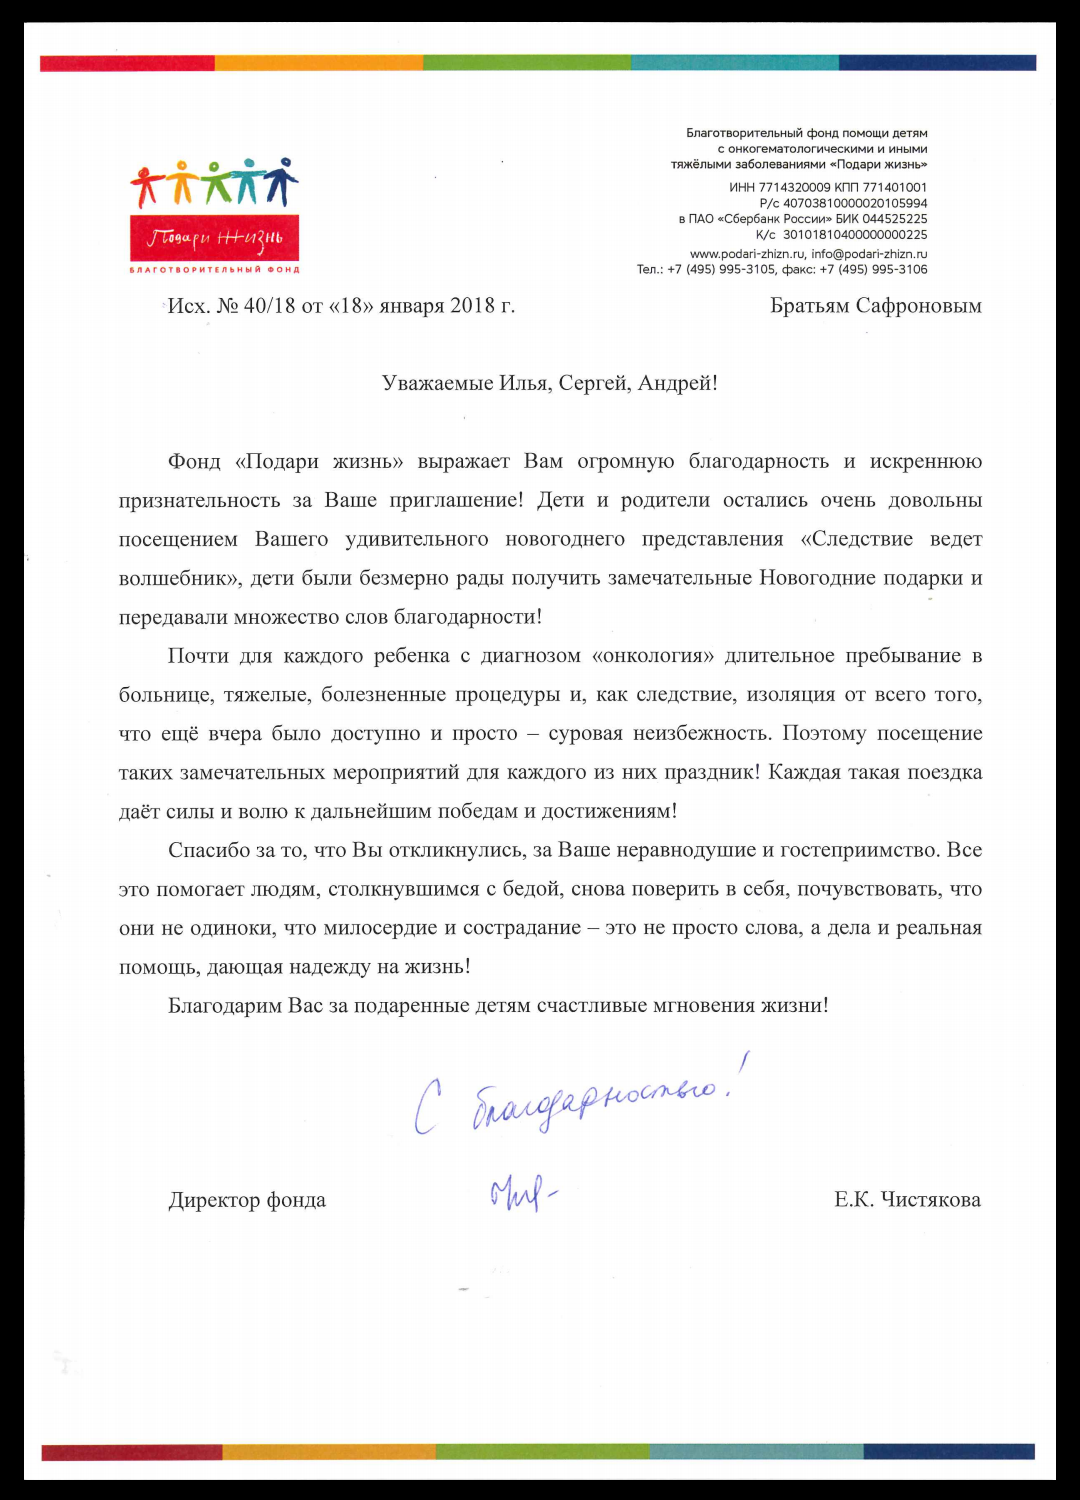 Благотворительный фонд помощи детям
с онкогематологическими и иными
тяжёлыми заболеваниями «Подари жизнь»
ИНН 7714320009 КПП 771401001
Р/с 40703810000020105994
в ПАО «Сбербанк России» БИК 044525225
К/с 30101810400000000225
www.podari-zhizn.ru, info@podari-zhizn.ru
Тел.: +7 (495) 995-3105, факс: +7 (495) 995-3106
Подари жизнь
БЛАГОТВОРИТЕЛЬНЫЙ ФОНД
Исх. № 40/18 от «18» января 2018 г.
Братьям Сафроновым
Уважаемые Илья, Сергей, Андрей!
Фонд «Подари жизнь» выражает Вам огромную благодарность и искреннюю
признательность за Ваше приглашение! Дети и родители остались очень довольны
посещением Вашего удивительного новогоднего представления «Следствие ведет
волшебник», дети были безмерно рады получить замечательные Новогодние подарки и
передавали множество слов благодарности!
Почти для каждого ребенка с диагнозом «онкология» длительное пребывание в
больнице, тяжелые, болезненные процедуры и, как следствие, изоляция от всего того,
что ещё вчера было доступно и просто – суровая неизбежность. Поэтому посещение
таких замечательных мероприятий для каждого из них праздник! Каждая такая поездка
даёт силы и волю к дальнейшим победам и достижениям!
Спасибо за то, что Вы откликнулись, за Ваше неравнодушие и гостеприимство. Все
это помогает людям, столкнувшимся с бедой, снова поверить в себя, почувствовать, что
они не одиноки, что милосердие и сострадание – это не просто слова, а дела и реальная
помощь, дающая надежду на жизнь!
Благодарим Вас за подаренные детям счастливые мгновения жизни!
С благодарностью!
Директор фонда
Е.К. Чистякова